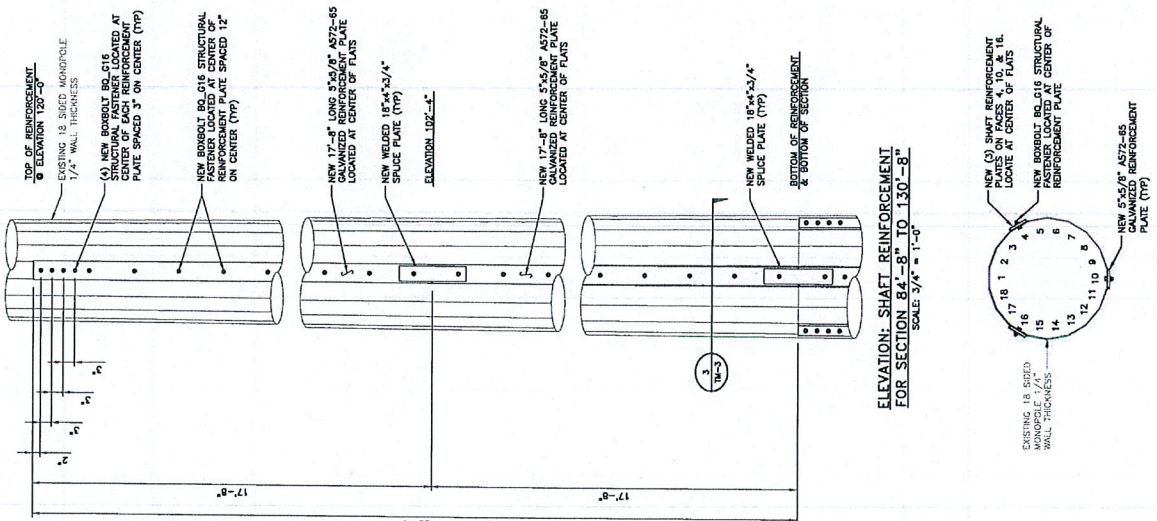 TOP OF REINFORCEMENT
@ ELEVATION 120'-0"
EXISTING 18 SIDED MONOPOLE
1/4" WALL THICKNESS
(4) NEW BOXBOLT BQ_G16
STRUCTURAL FASTENER LOCATED AT
CENTER OF EACH REINFORCEMENT
PLATE SPACED 3" ON CENTER (TYP)
NEW BOXBOLT BQ_G16 STRUCTURAL
FASTENER LOCATED AT CENTER OF
REINFORCEMENT PLATE SPACED 12"
ON CENTER (TYP)
2"
3"
3"
3"
17'-8"
NEW 17'-8" LONG 5"x5/8" A572-65
GALVANIZED REINFORCEMENT PLATE
LOCATED AT CENTER OF FLATS
NEW WELDED 18"x4"x3/4"
SPLICE PLATE (TYP)
ELEVATION 102'-4"
NEW 17'-8" LONG 5"x5/8" A572-65
GALVANIZED REINFORCEMENT PLATE
LOCATED AT CENTER OF FLATS
17'-8"
3
TM-3
NEW WELDED 18"x4"x3/4"
SPLICE PLATE (TYP)
BOTTOM OF REINFORCEMENT
& BOTTOM OF SECTION
ELEVATION: SHAFT REINFORCEMENT
FOR SECTION 84'-8" TO 130'-8"
SCALE: 3/4" = 1'-0"
NEW (3) SHAFT REINFORCEMENT
PLATES ON FACES 4, 10, & 16.
LOCATE AT CENTER OF FLATS
NEW BOXBOLT BQ_G16 STRUCTURAL
FASTENER LOCATED AT CENTER OF
REINFORCEMENT PLATE
1
2
3
4
5
6
7
8
9
10
11
12
13
14
15
16
17
18
EXISTING 18 SIDED
MONOPOLE 1/4"
WALL THICKNESS
NEW 5"x5/8" A572-65
GALVANIZED REINFORCEMENT
PLATE (TYP)